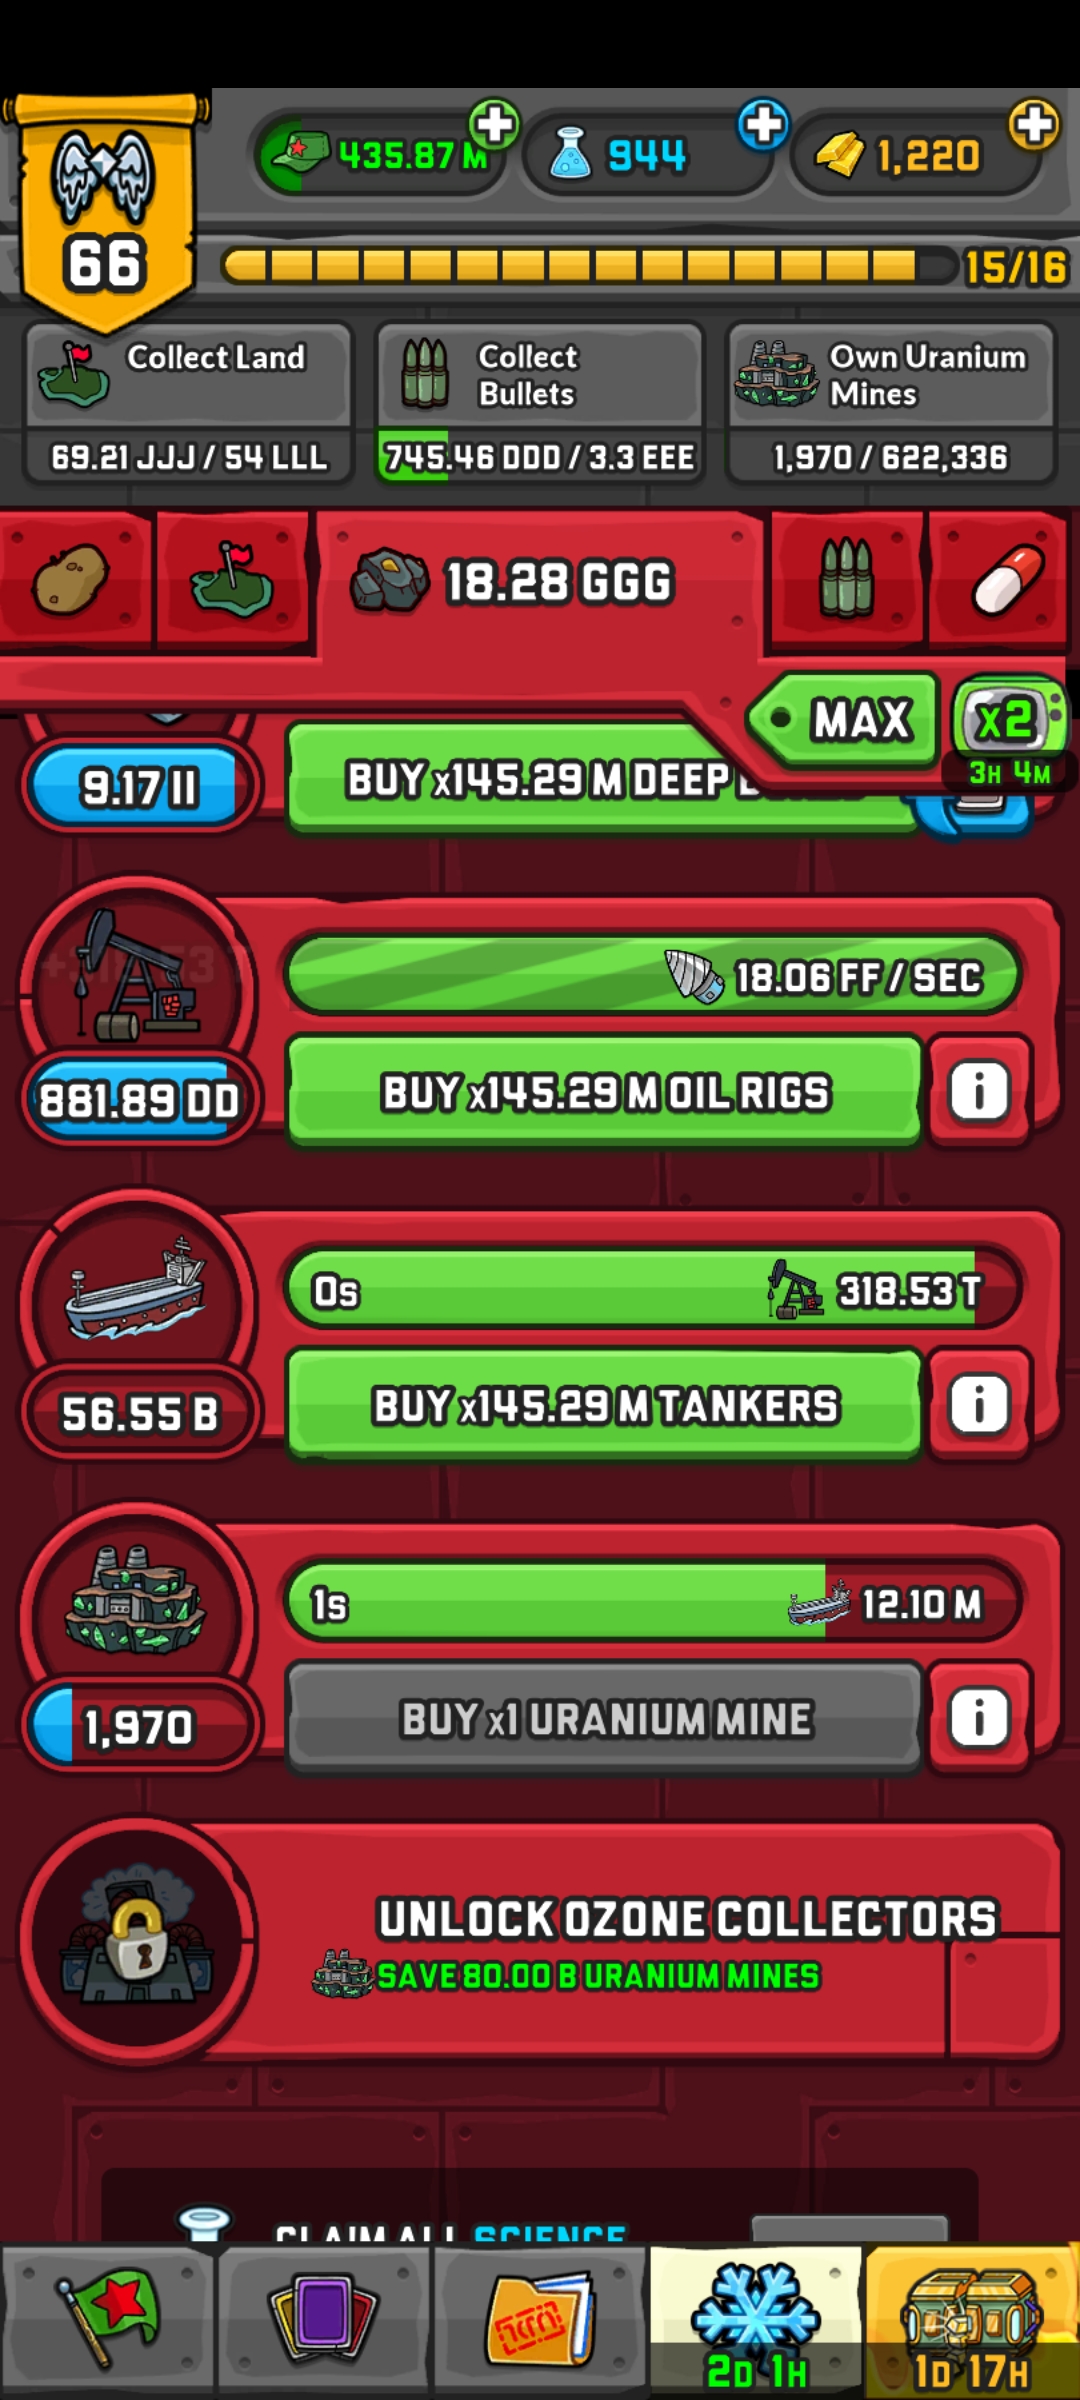 435.87 M
944
1,220
66
15/16
Collect Land
69.21 JJJ / 54 LLL
Collect
Bullets
745.46 DDD / 3.3 EEE
Own Uranium
Mines
1,970 / 622,336
18.28 GGG
MAX
x2
3H 4M
9.17 II
BUY x145.29 M DEEP
18.06 FF / SEC
881.89 DD
BUY x145.29 M OIL RIGS
i
0s
318.53 T
56.55 B
BUY x145.29 M TANKERS
i
1s
12.10 M
1,970
BUY x1 URANIUM MINE
i
UNLOCK OZONE COLLECTORS
SAVE 80.00 B URANIUM MINES
CLAIM ALL SCIENCE
2D 1H
1D 17H